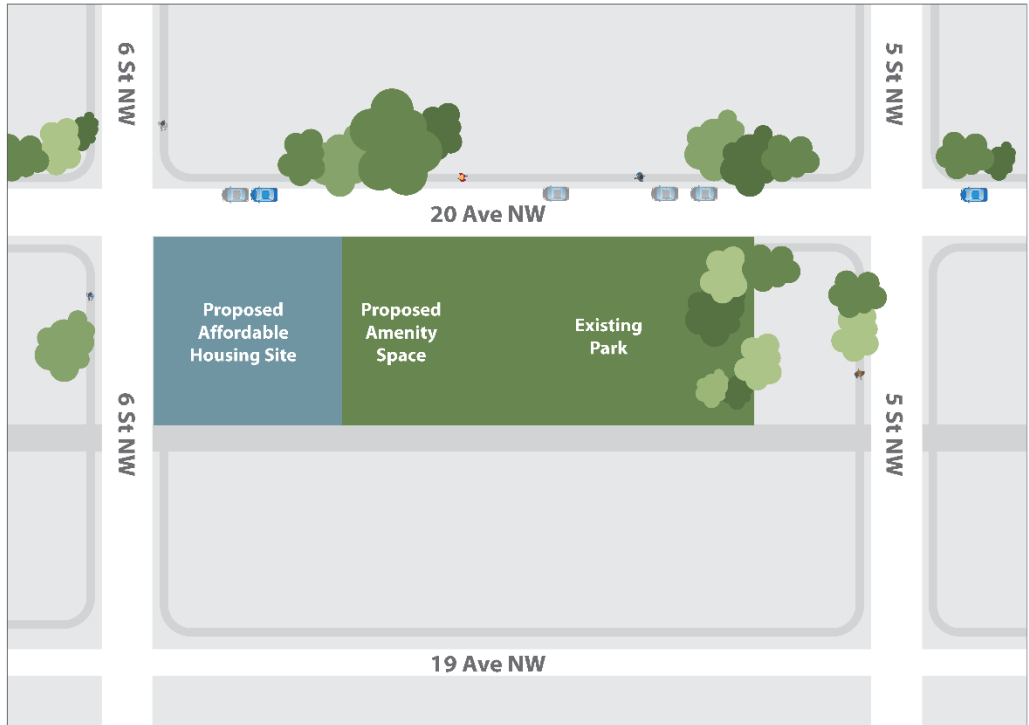 6 St NW
5 St NW
20 Ave NW
Proposed
Affordable
Housing Site
Proposed
Amenity
Space
Existing
Park
6 St NW
5 St NW
19 Ave NW